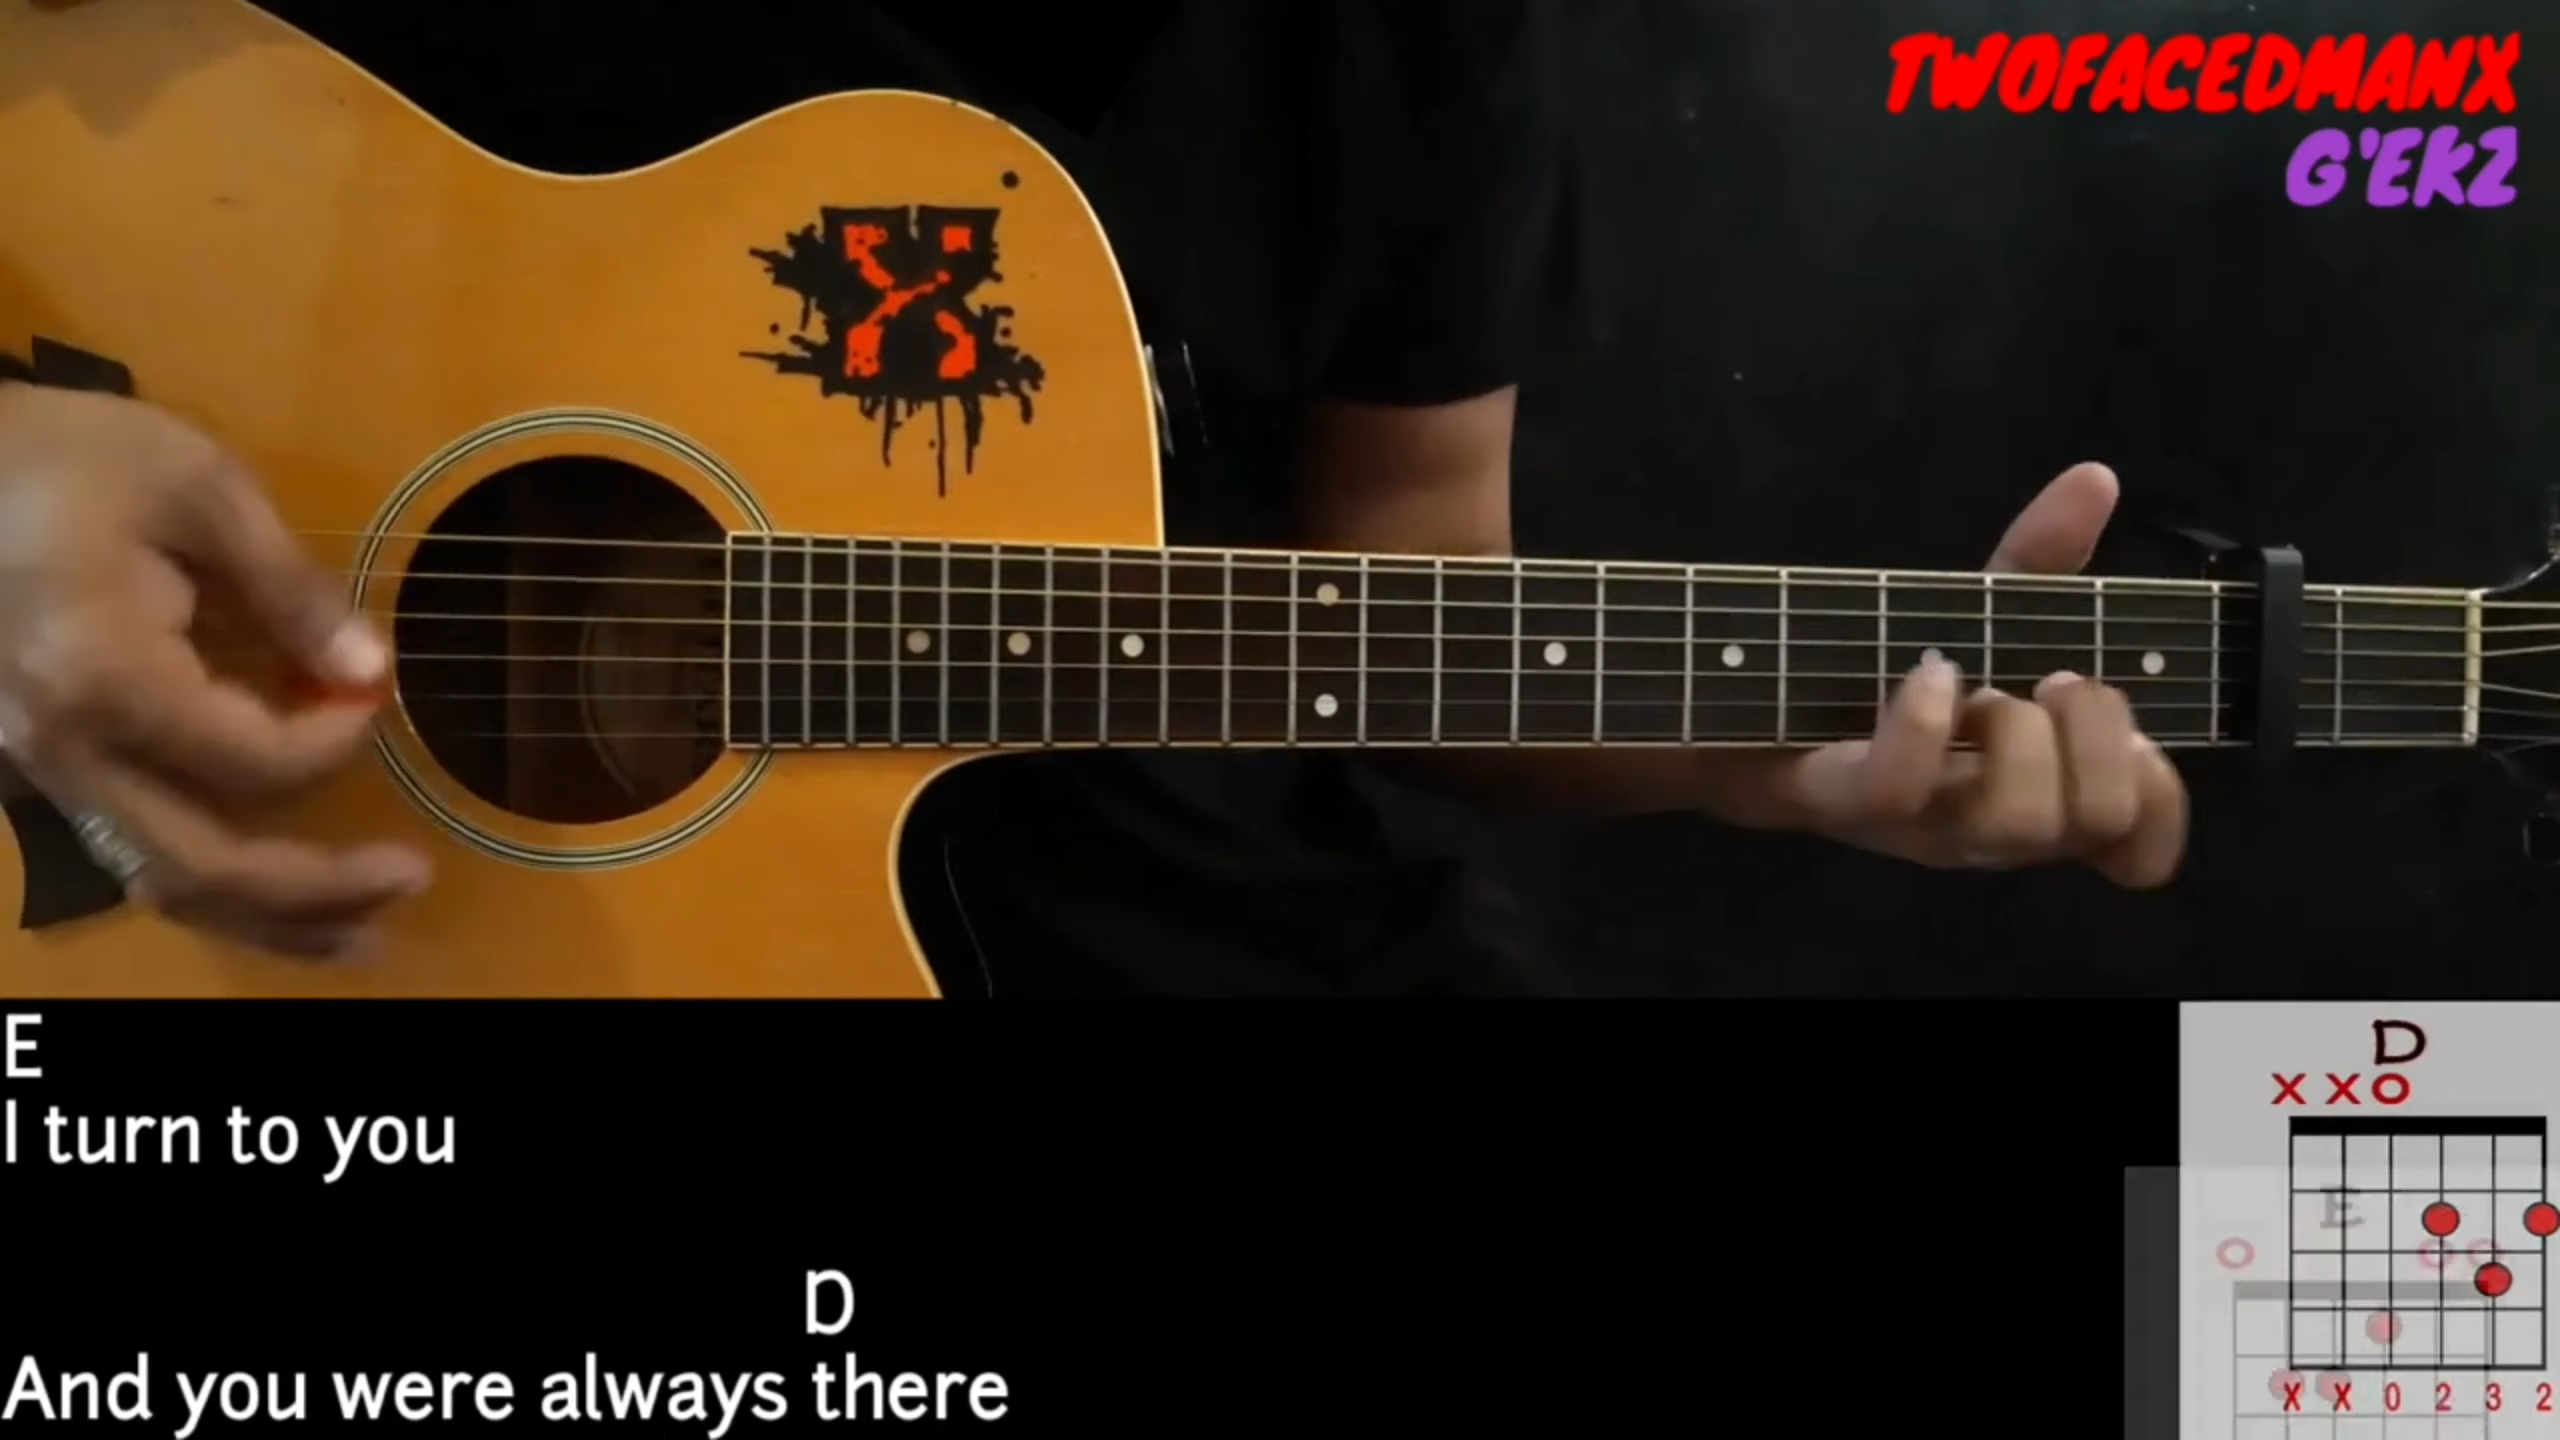 TWOFACEDMANX
G'EKZ
E
I turn to you
D
And you were always there
D
X X O
E
O O O
X X 0 2 3 2